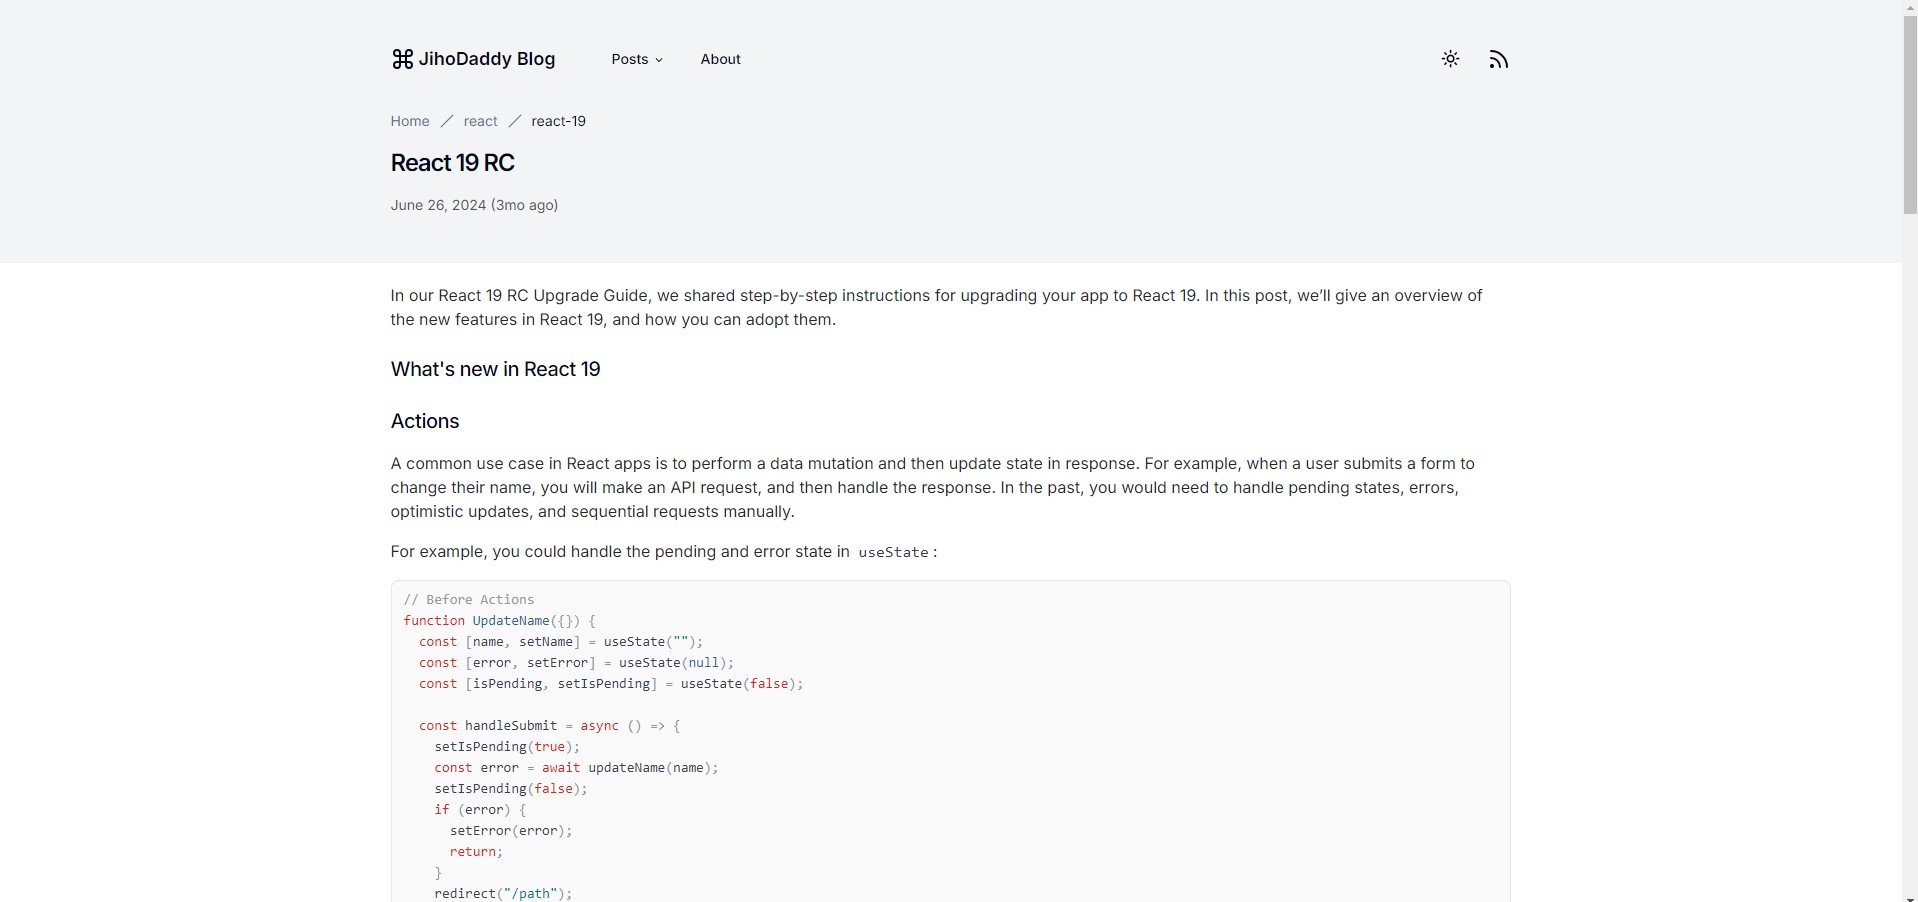 JihoDaddy Blog Posts About
Home / react / react-19
React 19 RC
June 26, 2024 (3mo ago)
In our React 19 RC Upgrade Guide, we shared step-by-step instructions for upgrading your app to React 19. In this post, we’ll give an overview of
the new features in React 19, and how you can adopt them.
What's new in React 19
Actions
A common use case in React apps is to perform a data mutation and then update state in response. For example, when a user submits a form to
change their name, you will make an API request, and then handle the response. In the past, you would need to handle pending states, errors,
optimistic updates, and sequential requests manually.
For example, you could handle the pending and error state in useState:
// Before Actions
function UpdateName({}) {
  const [name, setName] = useState("");
  const [error, setError] = useState(null);
  const [isPending, setIsPending] = useState(false);
  const handleSubmit = async () => {
    setIsPending(true);
    const error = await updateName(name);
    setIsPending(false);
    if (error) {
      setError(error);
      return;
    }
    redirect("/path");